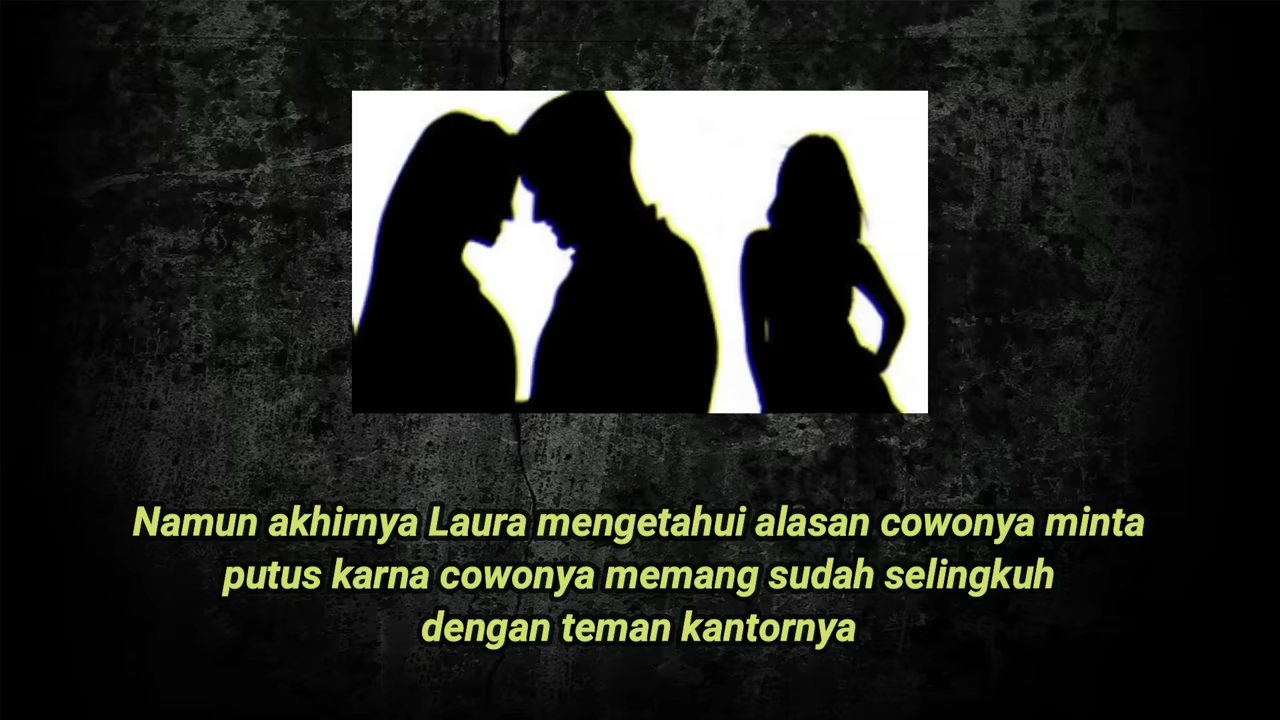 Namun akhirnya Laura mengetahui alasan cowonya minta
putus karna cowonya memang sudah selingkuh
dengan teman kantornya